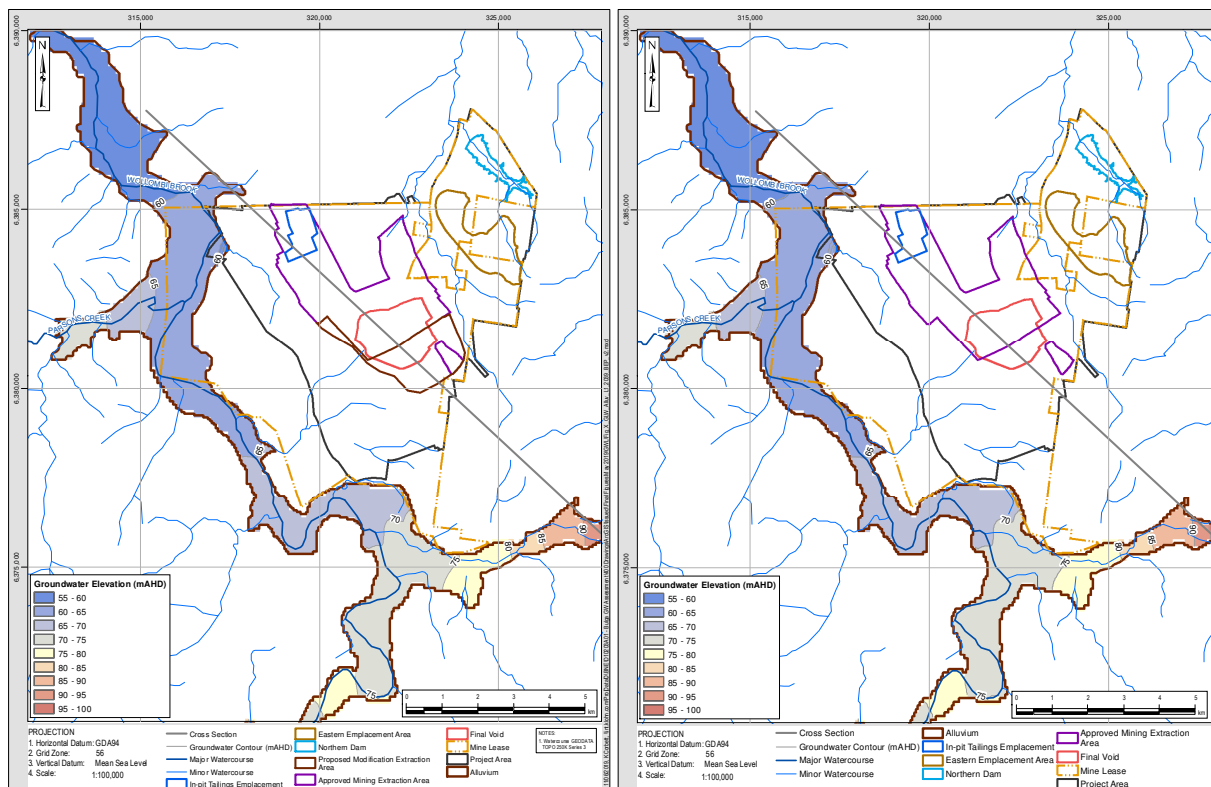 315,000
320,000
325,000
6,390,000
6,385,000
6,380,000
6,375,000
N
WOLLOMBI BROOK
PARSONS CREEK
60
60
65
65
70
75
75
80
85
90
Groundwater Elevation (mAHD)
55 - 60
60 - 65
65 - 70
70 - 75
75 - 80
80 - 85
85 - 90
90 - 95
95 - 100
0 1 2 3 4 5
km
PROJECTION
1. Horizontal Datum: GDA94
2. Grid Zone: 56
3. Vertical Datum: Mean Sea Level
4. Scale: 1:100,000
Cross Section
Groundwater Contour (mAHD)
Major Watercourse
Minor Watercourse
In-pit Tailings Emplacement
Eastern Emplacement Area
Northern Dam
Proposed Modification Extraction
Area
Approved Mining Extraction Area
Final Void
Mine Lease
Project Area
Alluvium
NOTES:
1. Watercourse: GEODATA
TOPO 250K Series 3
315,000
320,000
325,000
6,390,000
6,385,000
6,380,000
6,375,000
N
WOLLOMBI BROOK
PARSONS CREEK
60
60
65
65
70
75
75
80
85
90
Groundwater Elevation (mAHD)
55 - 60
60 - 65
65 - 70
70 - 75
75 - 80
80 - 85
85 - 90
90 - 95
95 - 100
0 1 2 3 4 5
km
PROJECTION
1. Horizontal Datum: GDA94
2. Grid Zone: 56
3. Vertical Datum: Mean Sea Level
4. Scale: 1:100,000
Cross Section
Groundwater Contour (mAHD)
Major Watercourse
Minor Watercourse
Alluvium
In-pit Tailings Emplacement
Eastern Emplacement Area
Northern Dam
Approved Mining Extraction
Area
Final Void
Mine Lease
Project Area